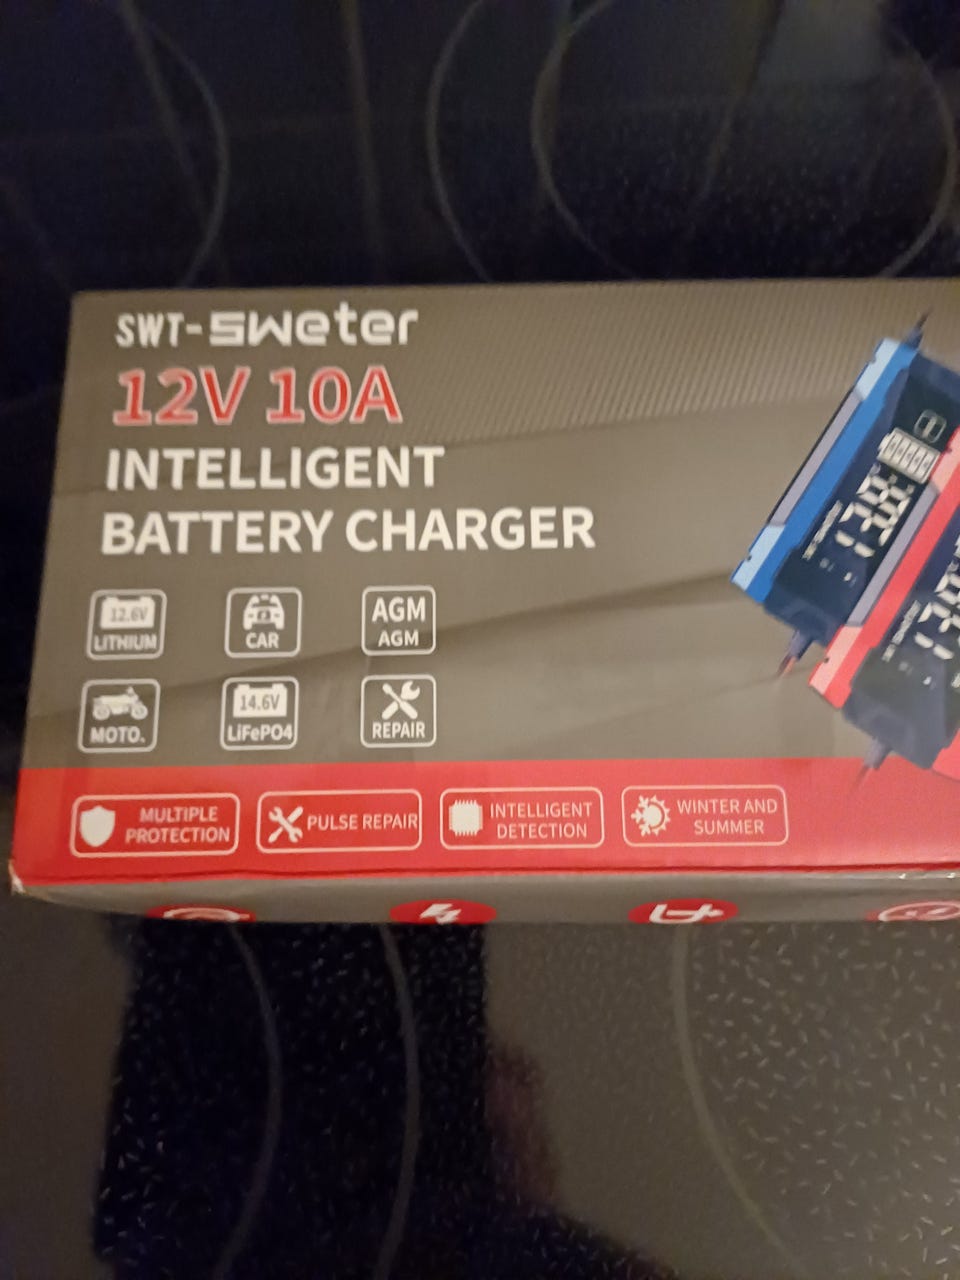 SWT-sweter
12V 10A
INTELLIGENT
BATTERY CHARGER
12.6V
LITHIUM
CAR
AGM
AGM
MOTO.
14.6V
LiFePO4
REPAIR
MULTIPLE
PROTECTION
PULSE REPAIR
INTELLIGENT
DETECTION
WINTER AND
SUMMER